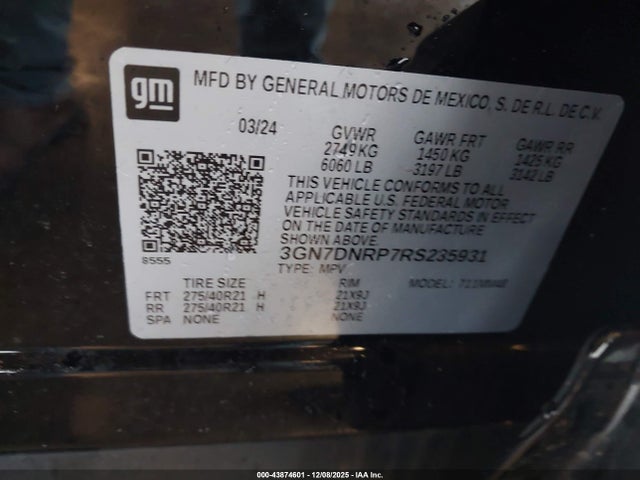 gm
MFD BY GENERAL MOTORS DE MEXICO, S. DE R.L. DE C.V.
03/24 GVWR GAWR FRT GAWR RR
2749 KG 1450 KG 1425 KG
6060 LB 3197 LB 3142 LB
THIS VEHICLE CONFORMS TO ALL
APPLICABLE U.S. FEDERAL MOTOR
VEHICLE SAFETY STANDARDS IN EFFECT
ON THE DATE OF MANUFACTURE
SHOWN ABOVE.
8555 3GN7DNRP7RS235931
TYPE: MPV MODEL:
TIRE SIZE RIM
FRT 275/40R21 H 21X9J
RR 275/40R21 H 21X9J
SPA NONE NONE
000-43874601 - 12/08/2025 - IAA Inc.